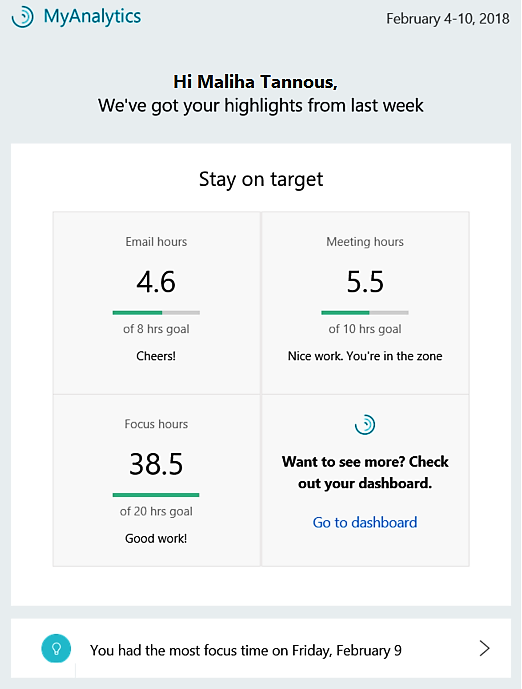 MyAnalytics
February 4-10, 2018
Hi Maliha Tannous,
We've got your highlights from last week
Stay on target
Email hours
4.6
of 8 hrs goal
Cheers!
Meeting hours
5.5
of 10 hrs goal
Nice work. You're in the zone
Focus hours
38.5
of 20 hrs goal
Good work!
Want to see more? Check
out your dashboard.
Go to dashboard
You had the most focus time on Friday, February 9